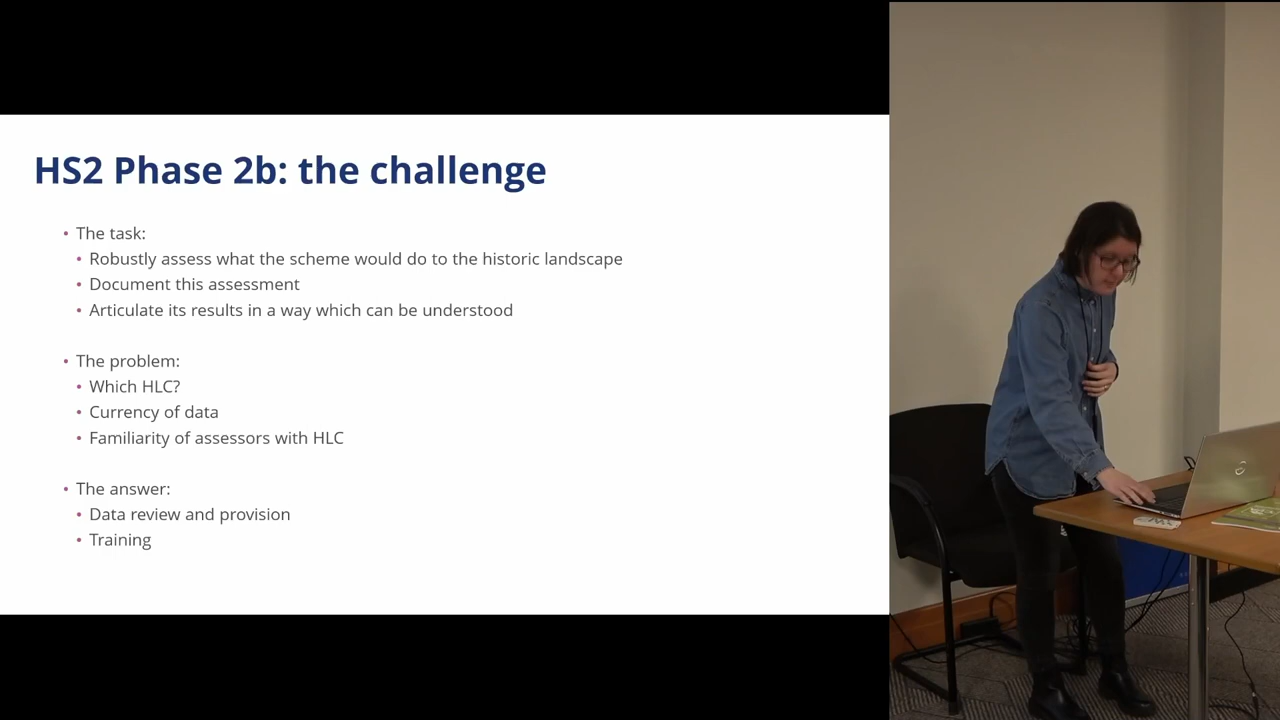 HS2 Phase 2b: the challenge
• The task:
• Robustly assess what the scheme would do to the historic landscape
• Document this assessment
• Articulate its results in a way which can be understood
• The problem:
• Which HLC?
• Currency of data
• Familiarity of assessors with HLC
• The answer:
• Data review and provision
• Training